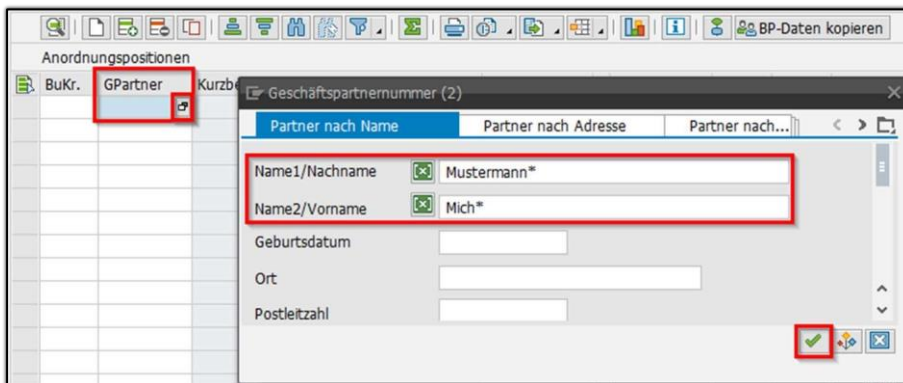 BP-Daten kopieren
Anordnungspositionen
BuKr. GPartner
Geschäftspartnernummer (2)
Partner nach Name Partner nach Adresse Partner nach...
Name1/Nachname Mustermann*
Name2/Vorname Mich*
Geburtsdatum
Ort
Postleitzahl